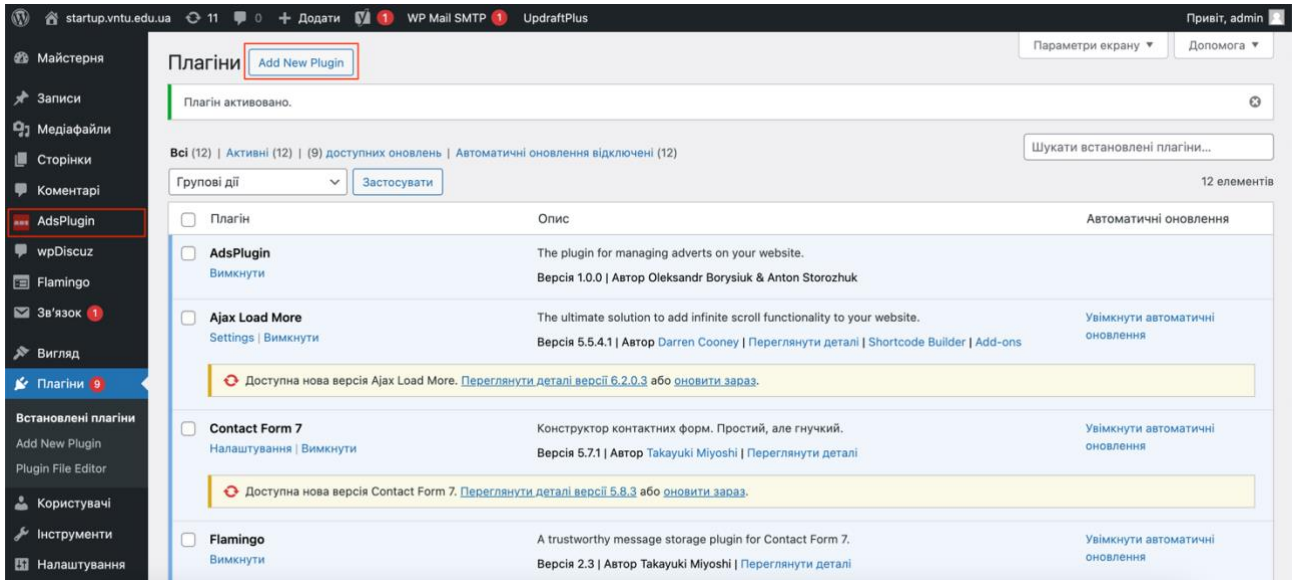 startup.vntu.edu.ua 11 0 + Додати 1 WP Mail SMTP 1 UpdraftPlus Привіт, admin
Майстерня
Записи
Медіафайли
Сторінки
Коментарі
AdsPlugin
wpDiscuz
Flamingo
Зв'язок 1
Вигляд
Плагіни 9
Встановлені плагіни
Add New Plugin
Plugin File Editor
Користувачі
Інструменти
Налаштування
Параметри екрану ▼ Допомога ▼
Плагіни Add New Plugin
Плагін активовано.
Всі (12) | Активні (12) | (9) доступних оновлень | Автоматичні оновлення відключені (12)
Шукати встановлені плагіни...
Групові дії Застосувати 12 елементів
Плагін Опис Автоматичні оновлення
AdsPlugin The plugin for managing adverts on your website.
Вимкнути Версія 1.0.0 | Автор Oleksandr Borysiuk & Anton Storozhuk
Ajax Load More The ultimate solution to add infinite scroll functionality to your website. Увімкнути автоматичні
Settings | Вимкнути Версія 5.5.4.1 | Автор Darren Cooney | Переглянути деталі | Shortcode Builder | Add-ons оновлення
Доступна нова версія Ajax Load More. Переглянути деталі версії 6.2.0.3 або оновити зараз.
Contact Form 7 Конструктор контактних форм. Простий, але гнучкий. Увімкнути автоматичні
Налаштування | Вимкнути Версія 5.7.1 | Автор Takayuki Miyoshi | Переглянути деталі оновлення
Доступна нова версія Contact Form 7. Переглянути деталі версії 5.8.3 або оновити зараз.
Flamingo A trustworthy message storage plugin for Contact Form 7. Увімкнути автоматичні
Вимкнути Версія 2.3 | Автор Takayuki Miyoshi | Переглянути деталі оновлення